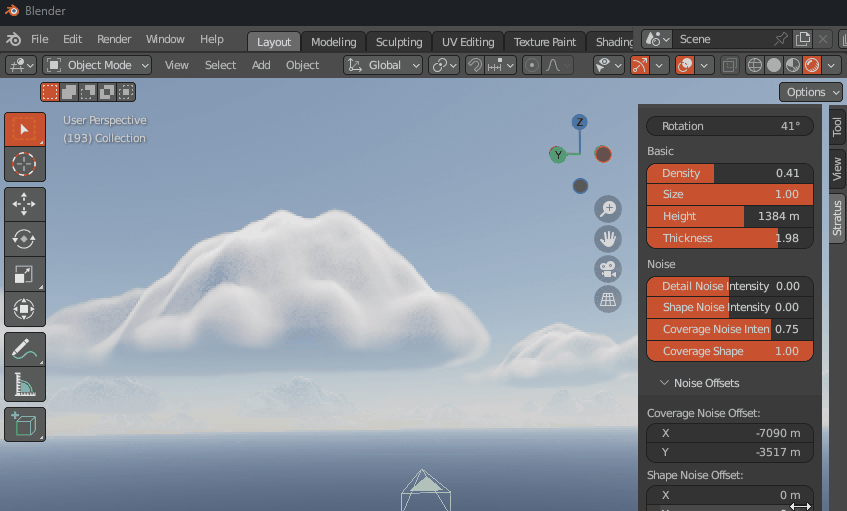 Blender
File Edit Render Window Help Layout Modeling Sculpting UV Editing Texture Paint Shading Scene
Object Mode View Select Add Object Global
Options
User Perspective
(193) Collection
Z
Y
Rotation 41°
Basic
Density 0.41
Size 1.00
Height 1384 m
Thickness 1.98
Noise
Detail Noise Intensity 0.00
Shape Noise Intensity 0.00
Coverage Noise Inten 0.75
Coverage Shape 1.00
Noise Offsets
Coverage Noise Offset:
X -7090 m
Y -3517 m
Shape Noise Offset:
X 0 m
Tool
View
Stratus